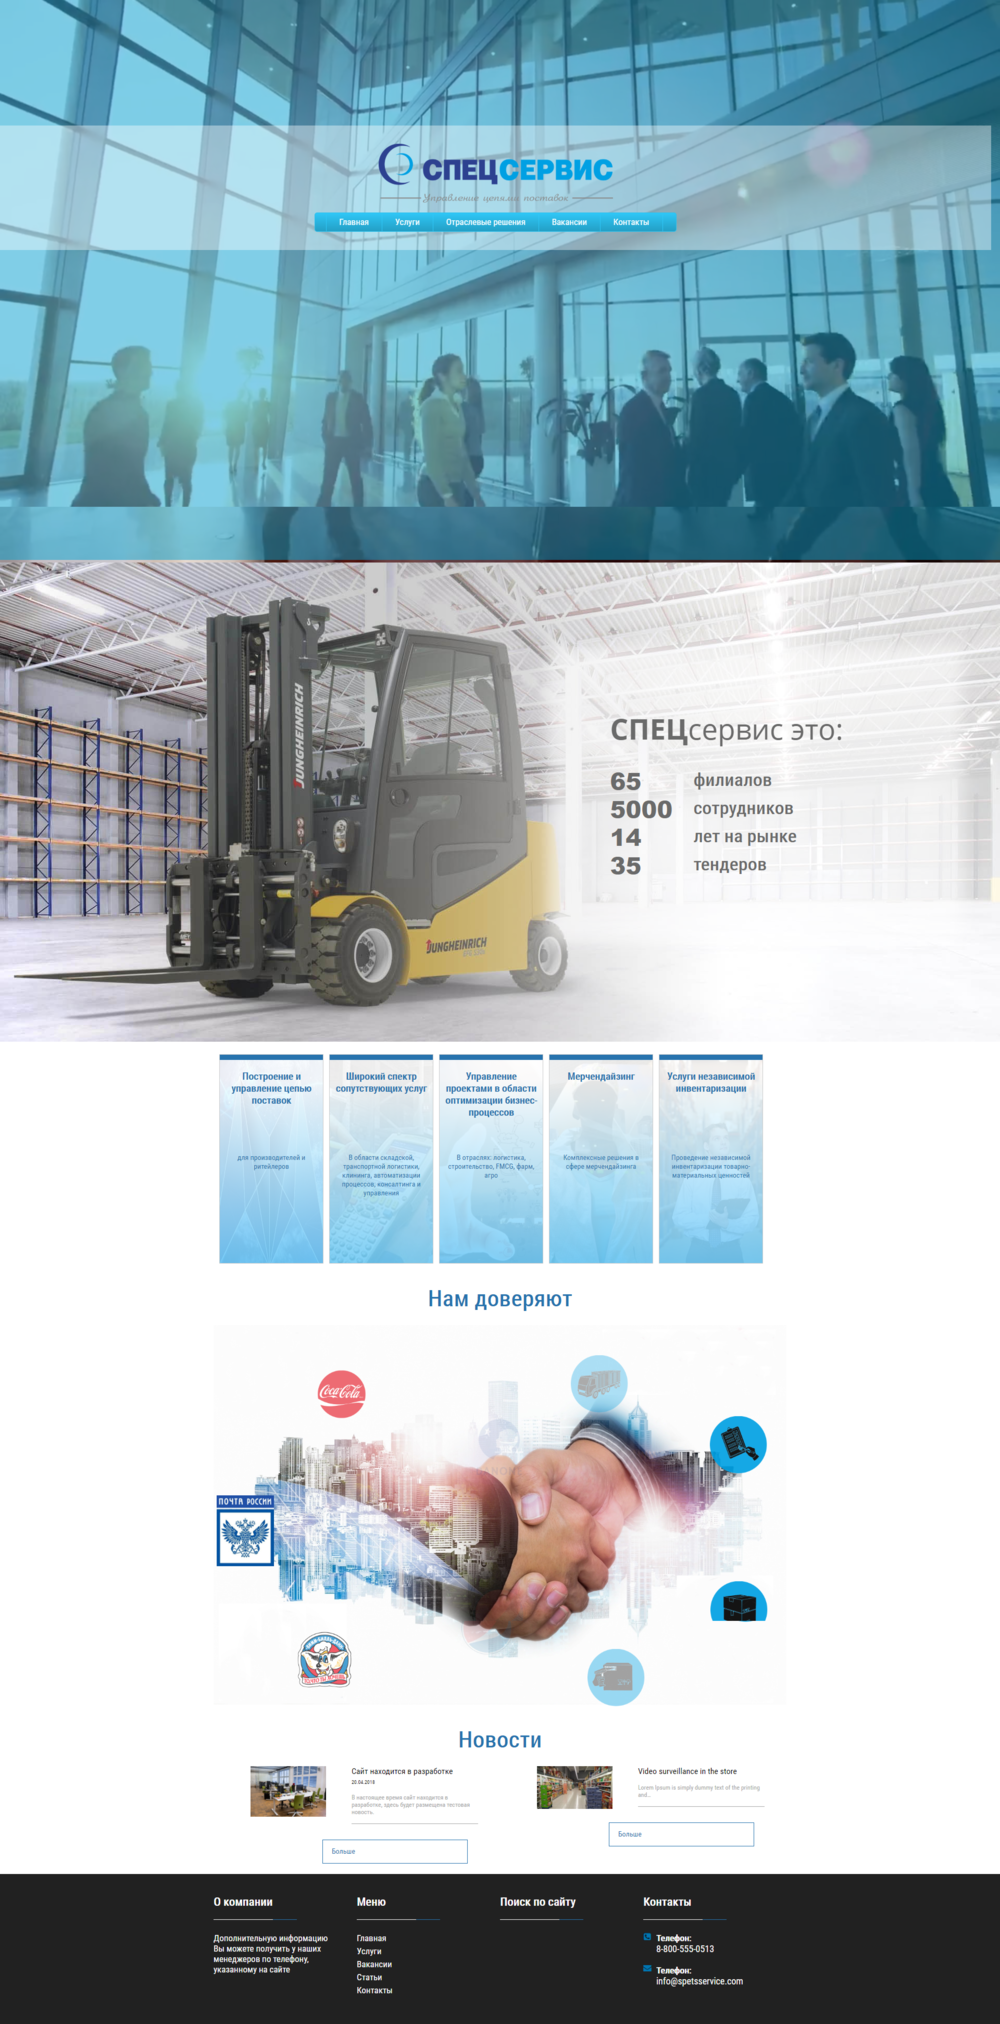 СПЕЦСЕРВИС
Управление цепями поставок
Главная
Услуги
Отраслевые решения
Вакансии
Контакты
JUNGHEINRICH
JUNGHEINRICH
СПЕЦсервис это:
65 филиалов
5000 сотрудников
14 лет на рынке
35 тендеров
Построение и
управление цепью
поставок
для производителей и
ритейлеров
Широкий спектр
сопутствующих услуг
В области складской,
транспортной логистики,
клининга, автоматизации
процессов, консалтинга и
управления
Управление
проектами в области
оптимизации бизнес-
процессов
В отраслях: логистика,
строительство, FMCG, фарм,
агро
Мерчендайзинг
Комплексные решения в
сфере мерчендайзинга
Услуги независимой
инвентаризации
Проведение независимой
инвентаризации товарно-
материальных ценностей
Нам доверяют
Coca-Cola
ПОЧТА РОССИИ
Новости
Сайт находится в разработке
20.04.2018
В настоящее время сайт находится в
разработке, здесь будет размещена тестовая
новость.
Больше
Video surveillance in the store
Lorem Ipsum is simply dummy text of the printing
and..
Больше
О компании
Дополнительную информацию
Вы можете получить у наших
менеджеров по телефону,
указанному на сайте
Меню
Главная
Услуги
Вакансии
Статьи
Контакты
Поиск по сайту
Контакты
Телефон:
8-800-555-0513
Телефон:
info@spetsservice.com